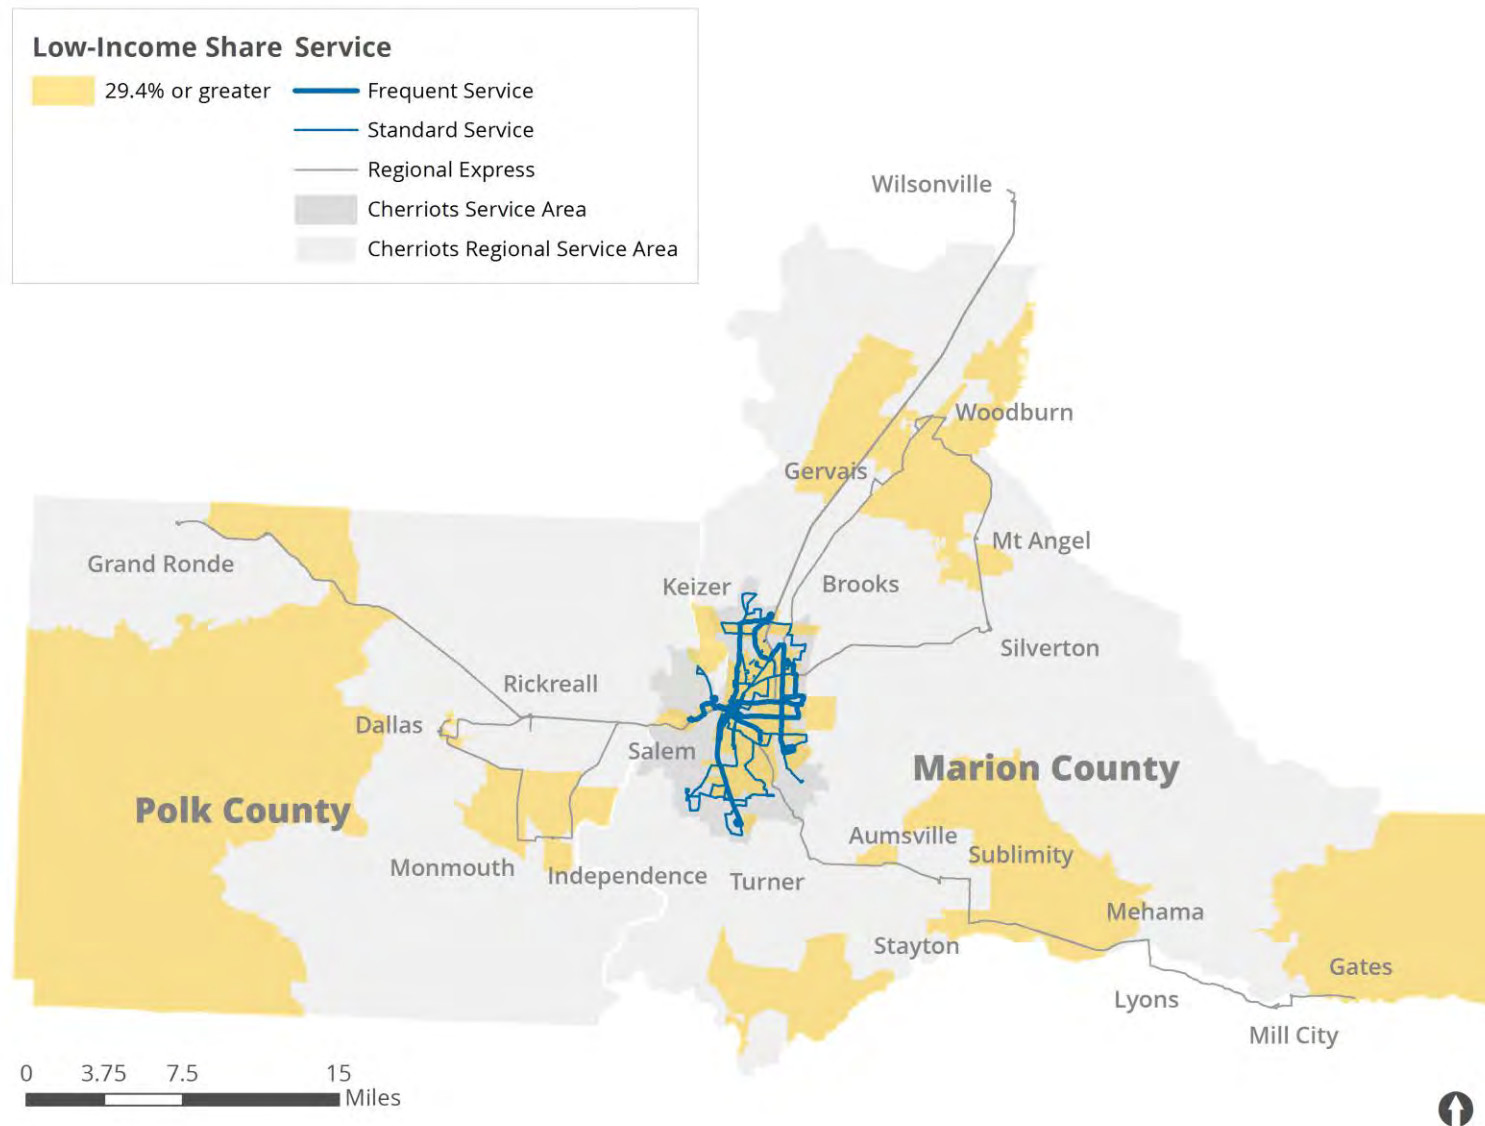 Low-Income Share Service
29.4% or greater
Frequent Service
Standard Service
Regional Express
Cherriots Service Area
Cherriots Regional Service Area
Wilsonville
Woodburn
Gervais
Mt Angel
Grand Ronde
Keizer
Brooks
Silverton
Rickreall
Dallas
Salem
Marion County
Polk County
Aumsville
Sublimity
Monmouth
Independence
Turner
Mehama
Stayton
Gates
Lyons
Mill City
0 3.75 7.5 15
Miles